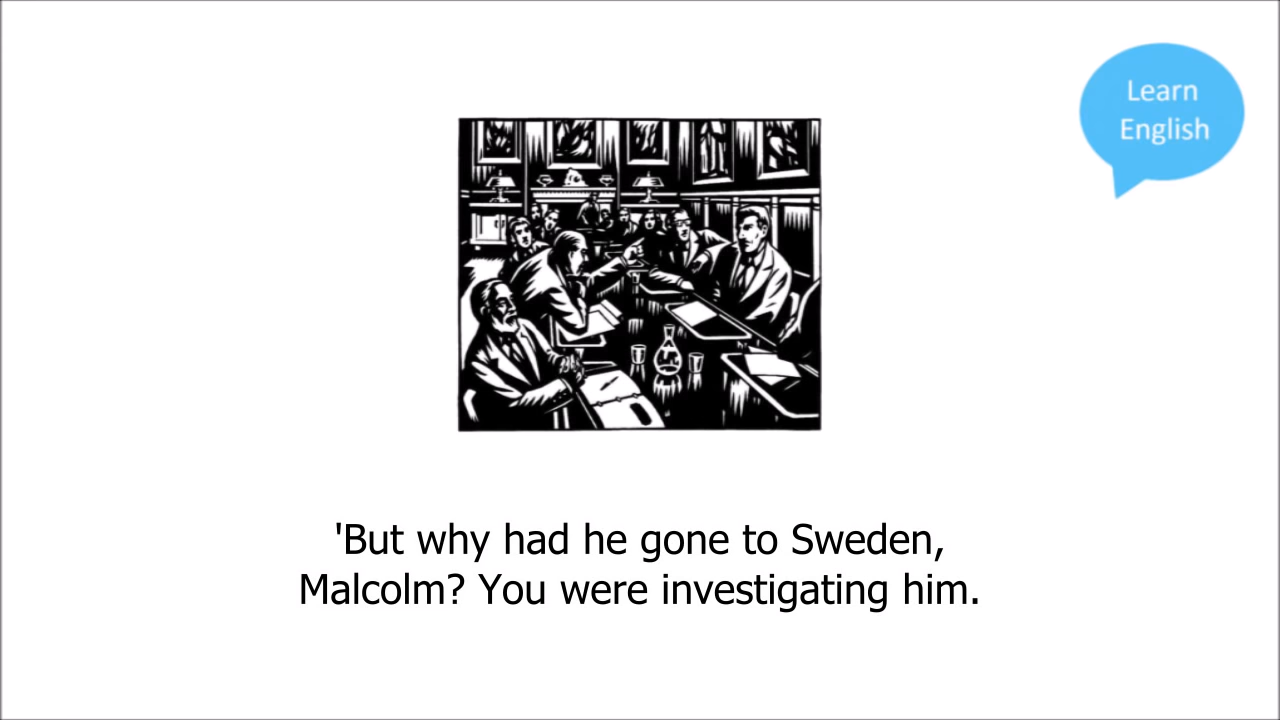 Learn
English
'But why had he gone to Sweden,
Malcolm? You were investigating him.